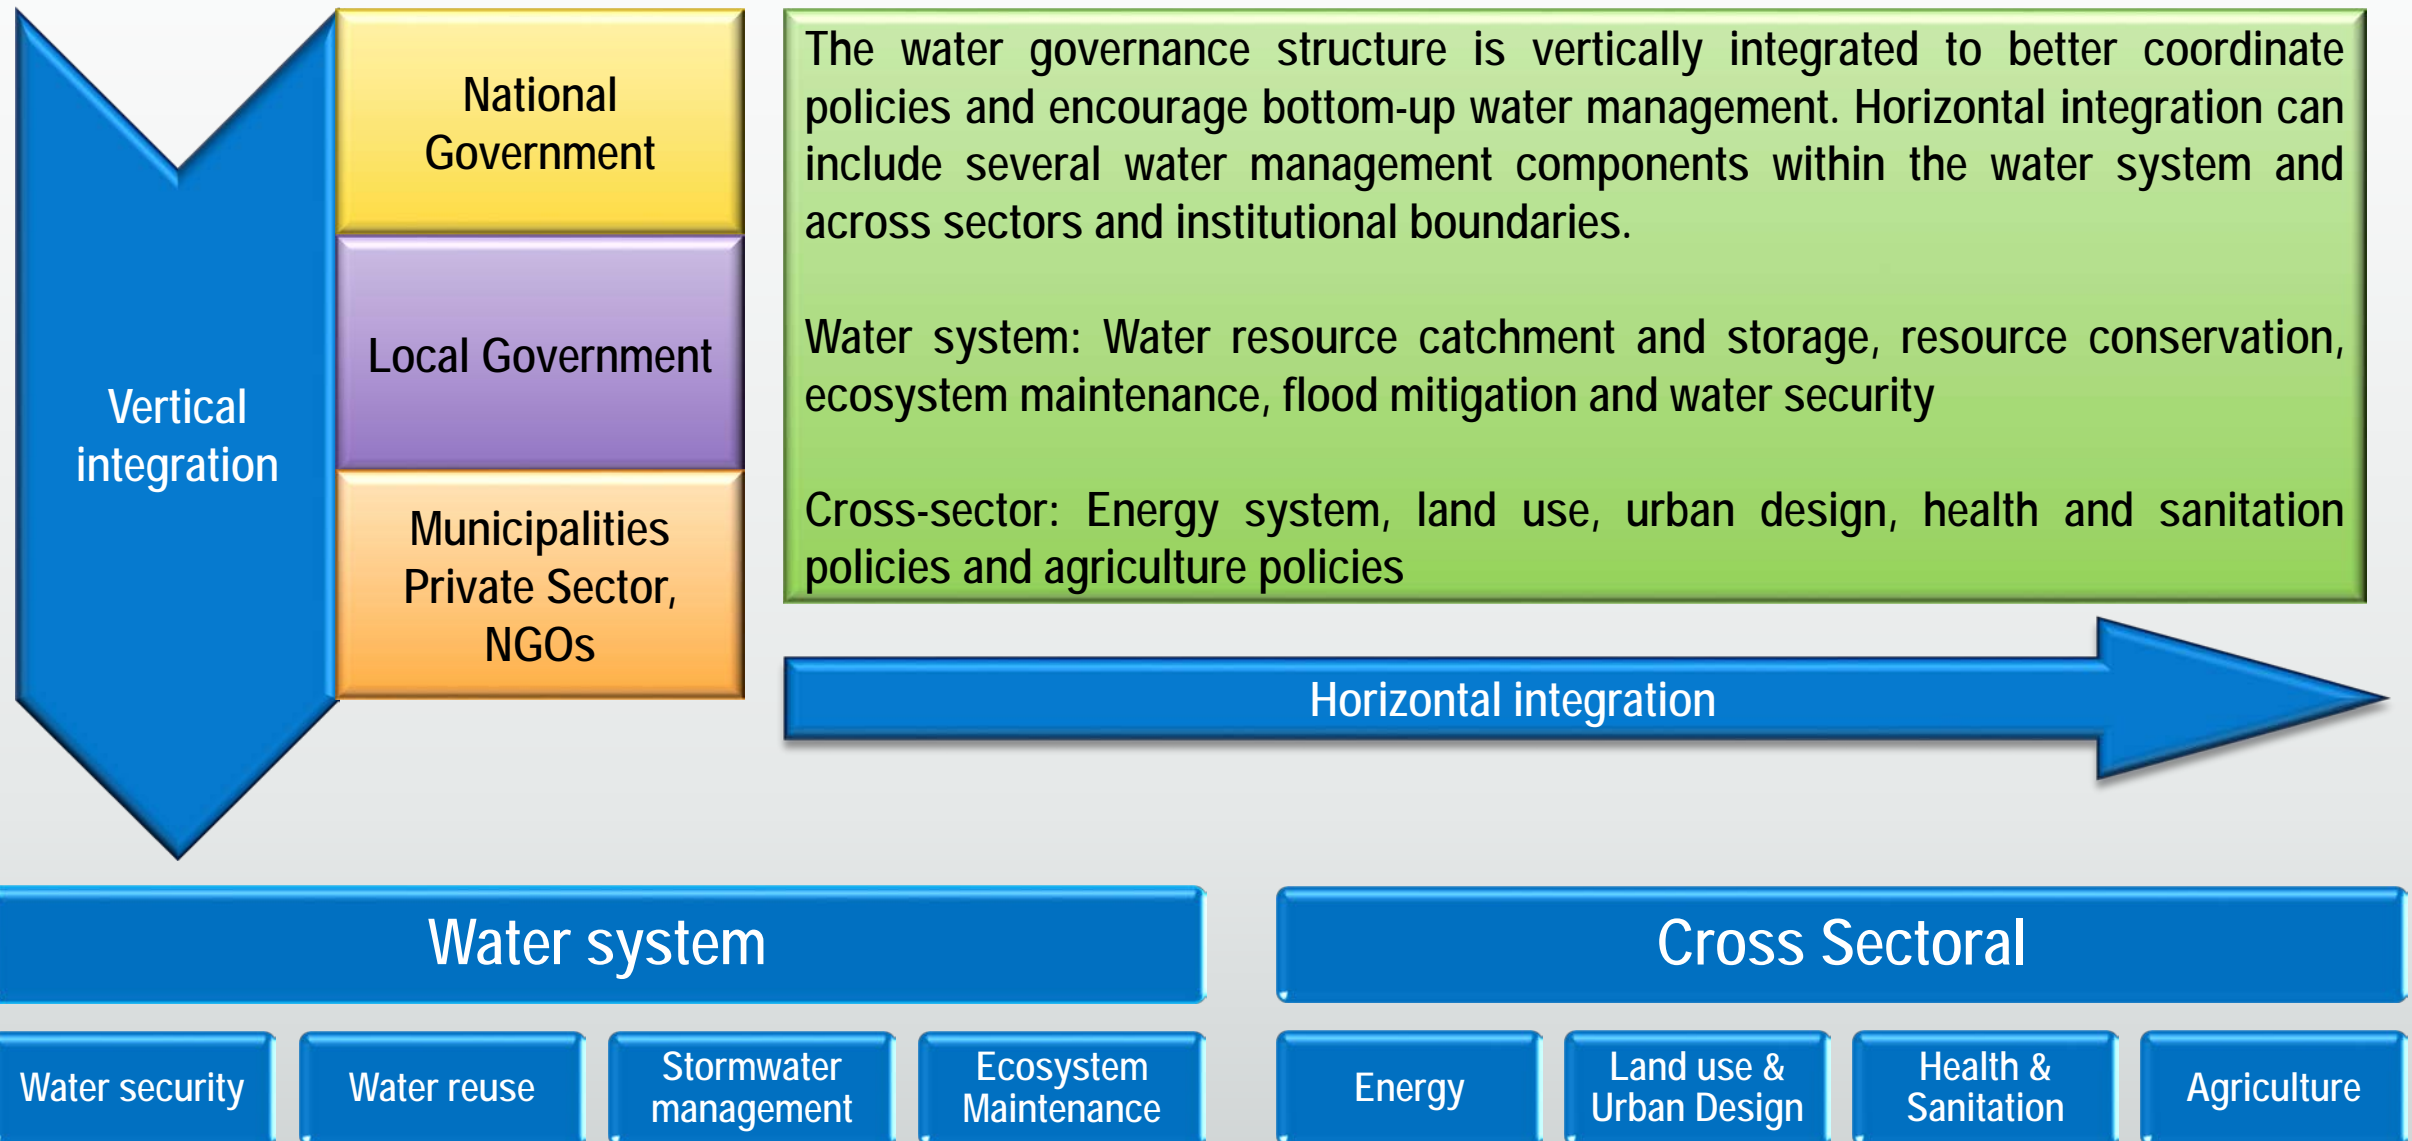 Vertical
integration
National
Government
Local Government
Municipalities
Private Sector,
NGOs
The water governance structure is vertically integrated to better coordinate
policies and encourage bottom-up water management. Horizontal integration can
include several water management components within the water system and
across sectors and institutional boundaries.
Water system: Water resource catchment and storage, resource conservation,
ecosystem maintenance, flood mitigation and water security
Cross-sector: Energy system, land use, urban design, health and sanitation
policies and agriculture policies
Horizontal integration
Water system
Cross Sectoral
Water security
Water reuse
Stormwater
management
Ecosystem
Maintenance
Energy
Land use &
Urban Design
Health &
Sanitation
Agriculture